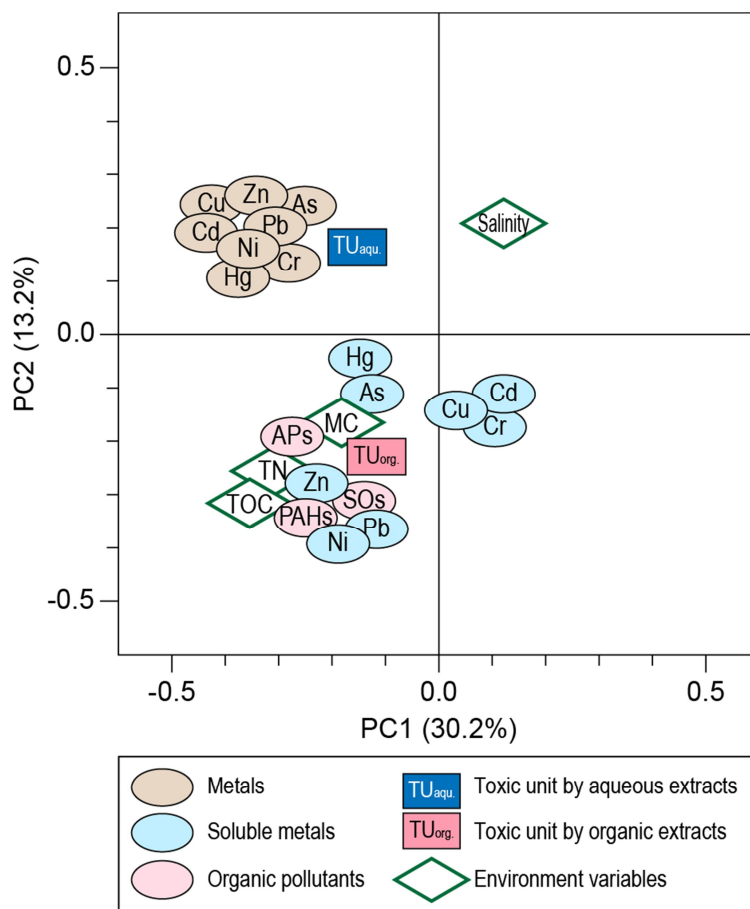 0.5
Cu Zn As
Cd Pb
Ni
Hg Cr
TUaqu.
Salinity
0.0
PC2 (13.2%)
Hg
As
Cd
Cu
Cr
MC
APs
TUorg.
TN
Zn
TOC
SOs
PAHs
Pb
Ni
-0.5
-0.5 0.0 0.5
PC1 (30.2%)
Metals
TUaqu. Toxic unit by aqueous extracts
Soluble metals
TUorg. Toxic unit by organic extracts
Organic pollutants
Environment variables